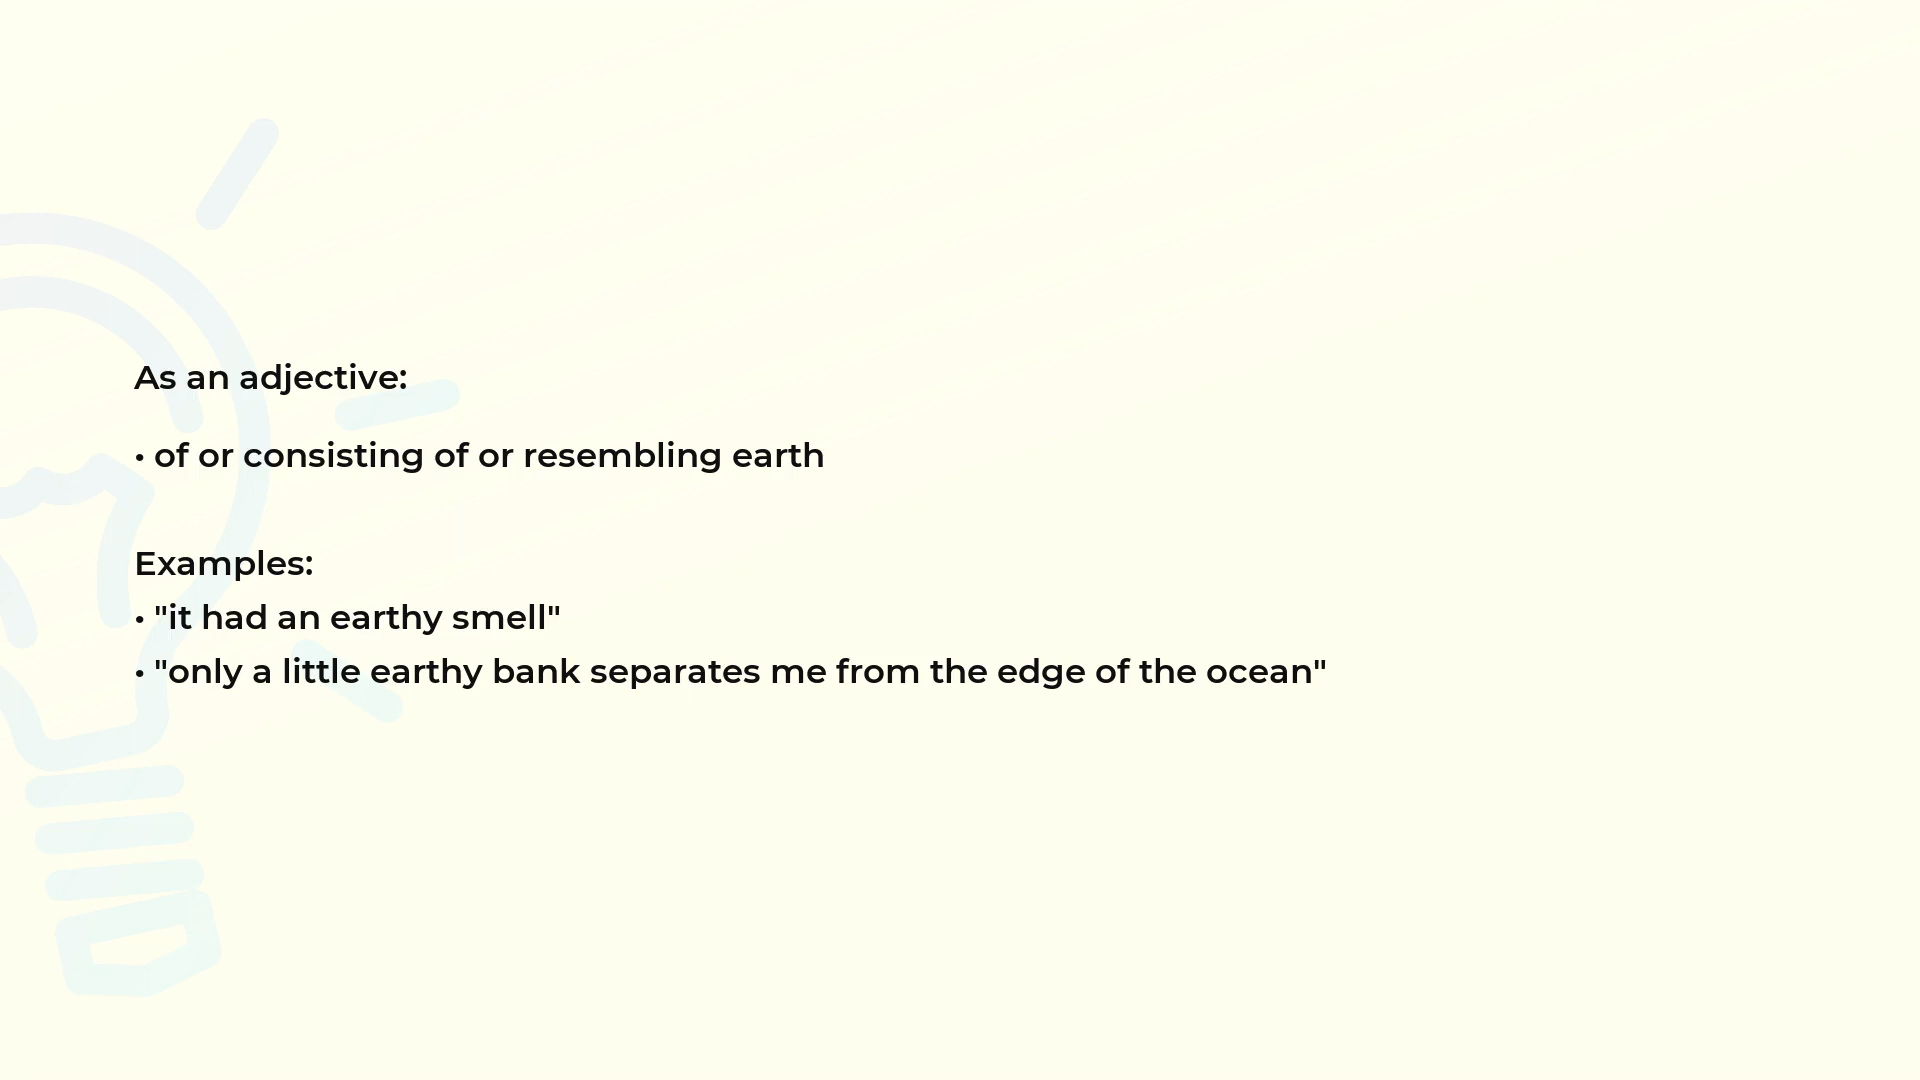 As an adjective:
• of or consisting of or resembling earth
Examples:
• "it had an earthy smell"
• "only a little earthy bank separates me from the edge of the ocean"